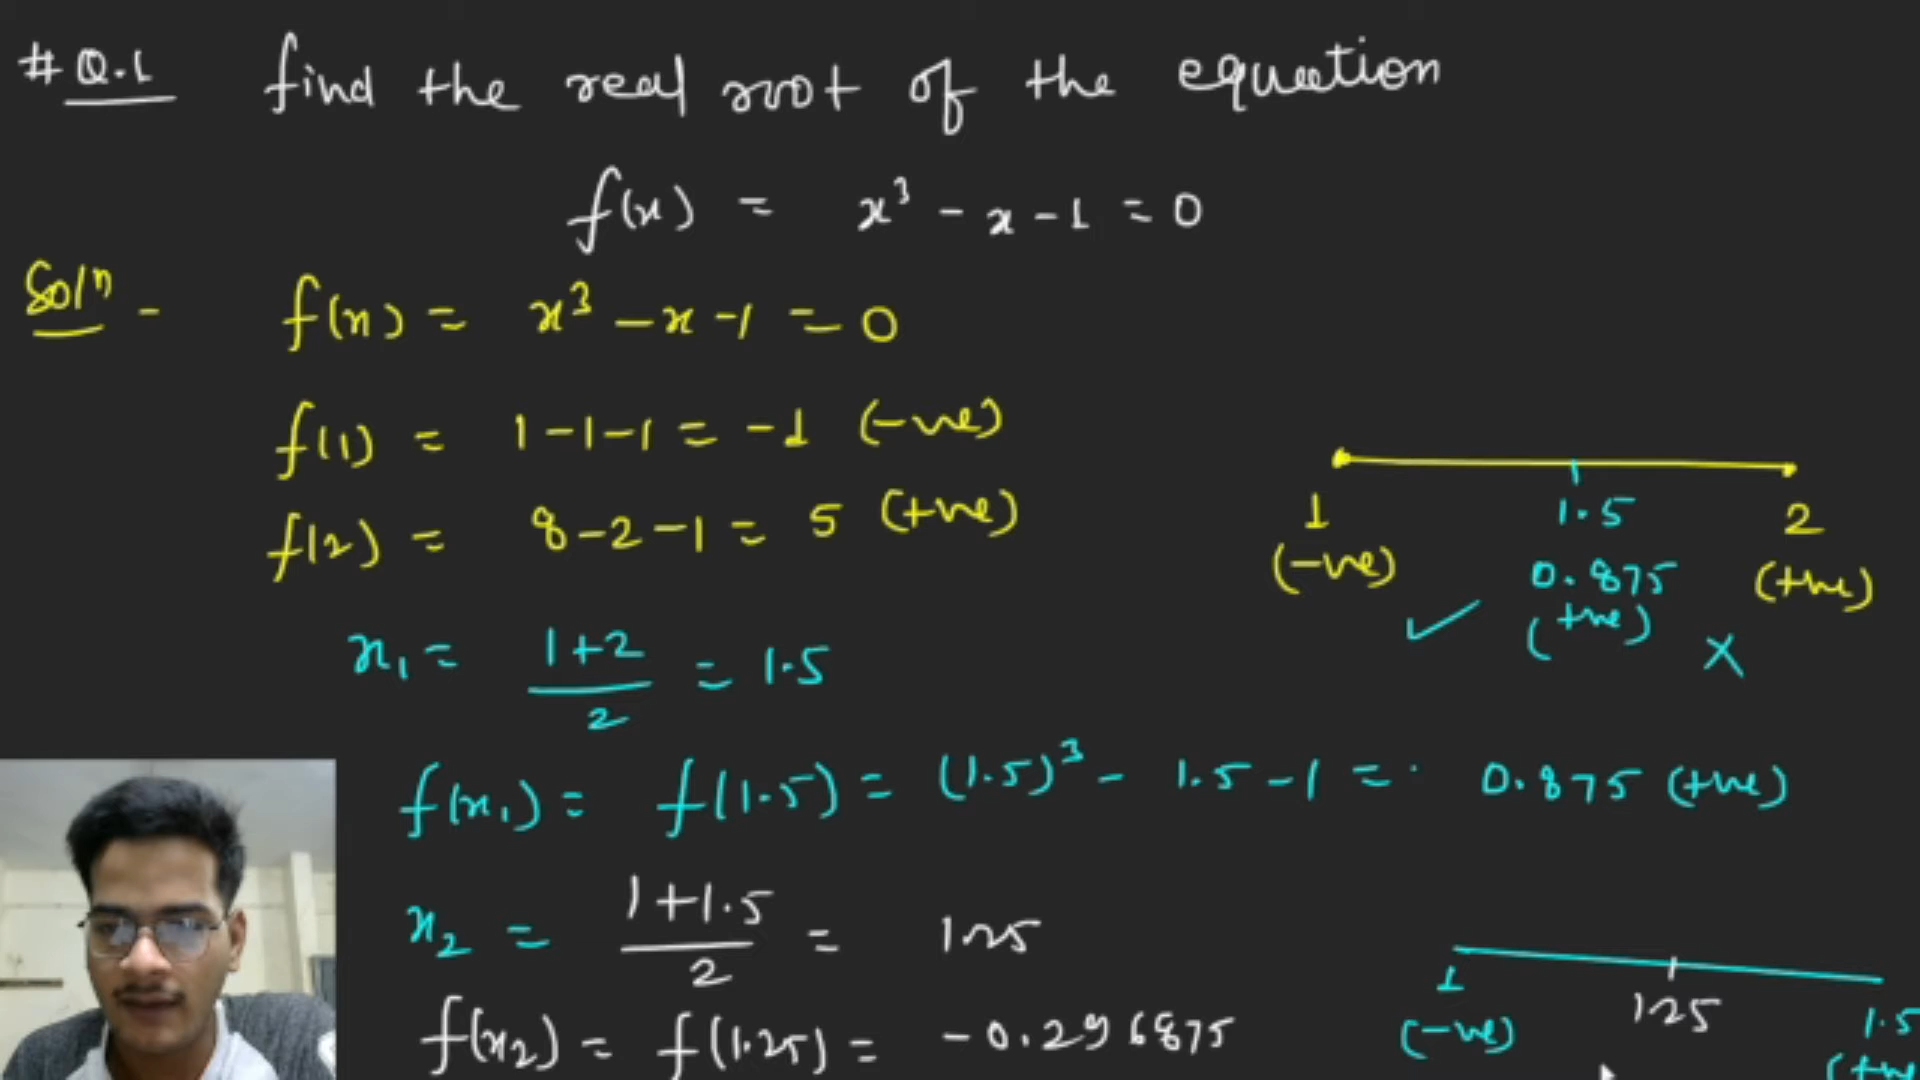 # Q.1 find the real root of the equation
f(x) = x³ - x - 1 = 0
Solⁿ - f(x) = x³ - x - 1 = 0
f(1) = 1 - 1 - 1 = -1 (-ve)
f(2) = 8 - 2 - 1 = 5 (+ve)
1 1.5 2
(-ve) 0.875 (+ve)
✓ (+ve) X
x₁ = (1+2)/2 = 1.5
f(x₁) = f(1.5) = (1.5)³ - 1.5 - 1 = 0.875 (+ve)
x₂ = (1+1.5)/2 = 1.25
f(x₂) = f(1.25) = -0.296875
1 1.25 1.5
(-ve) (+ve